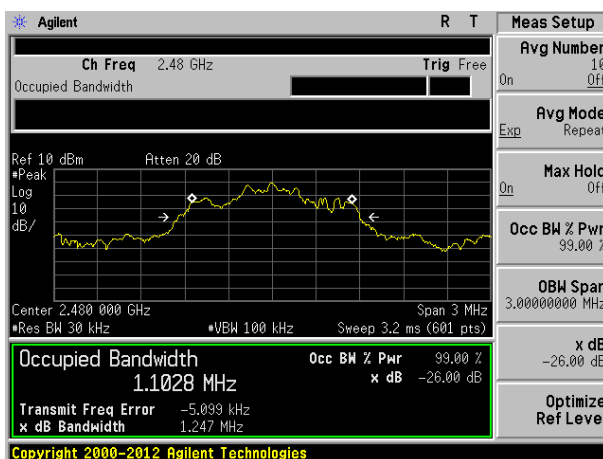 Agilent R T
Meas Setup
Ch Freq 2.48 GHz Trig Free
Occupied Bandwidth
Ref 10 dBm Atten 20 dB
#Peak
Log
10
dB/
Center 2.480 000 GHz Span 3 MHz
#Res BW 30 kHz #VBW 100 kHz Sweep 3.2 ms (601 pts)
Occupied Bandwidth
1.1028 MHz
Occ BW % Pwr 99.00 %
x dB -26.00 dB
Transmit Freq Error -5.099 kHz
x dB Bandwidth 1.247 MHz
Copyright 2000-2012 Agilent Technologies
Avg Number
10
On Off
Avg Mode
Exp Repeat
Max Hold
On Off
Occ BW % Pwr
99.00 %
OBW Span
3.00000000 MHz
x dB
-26.00 dB
Optimize
Ref Level